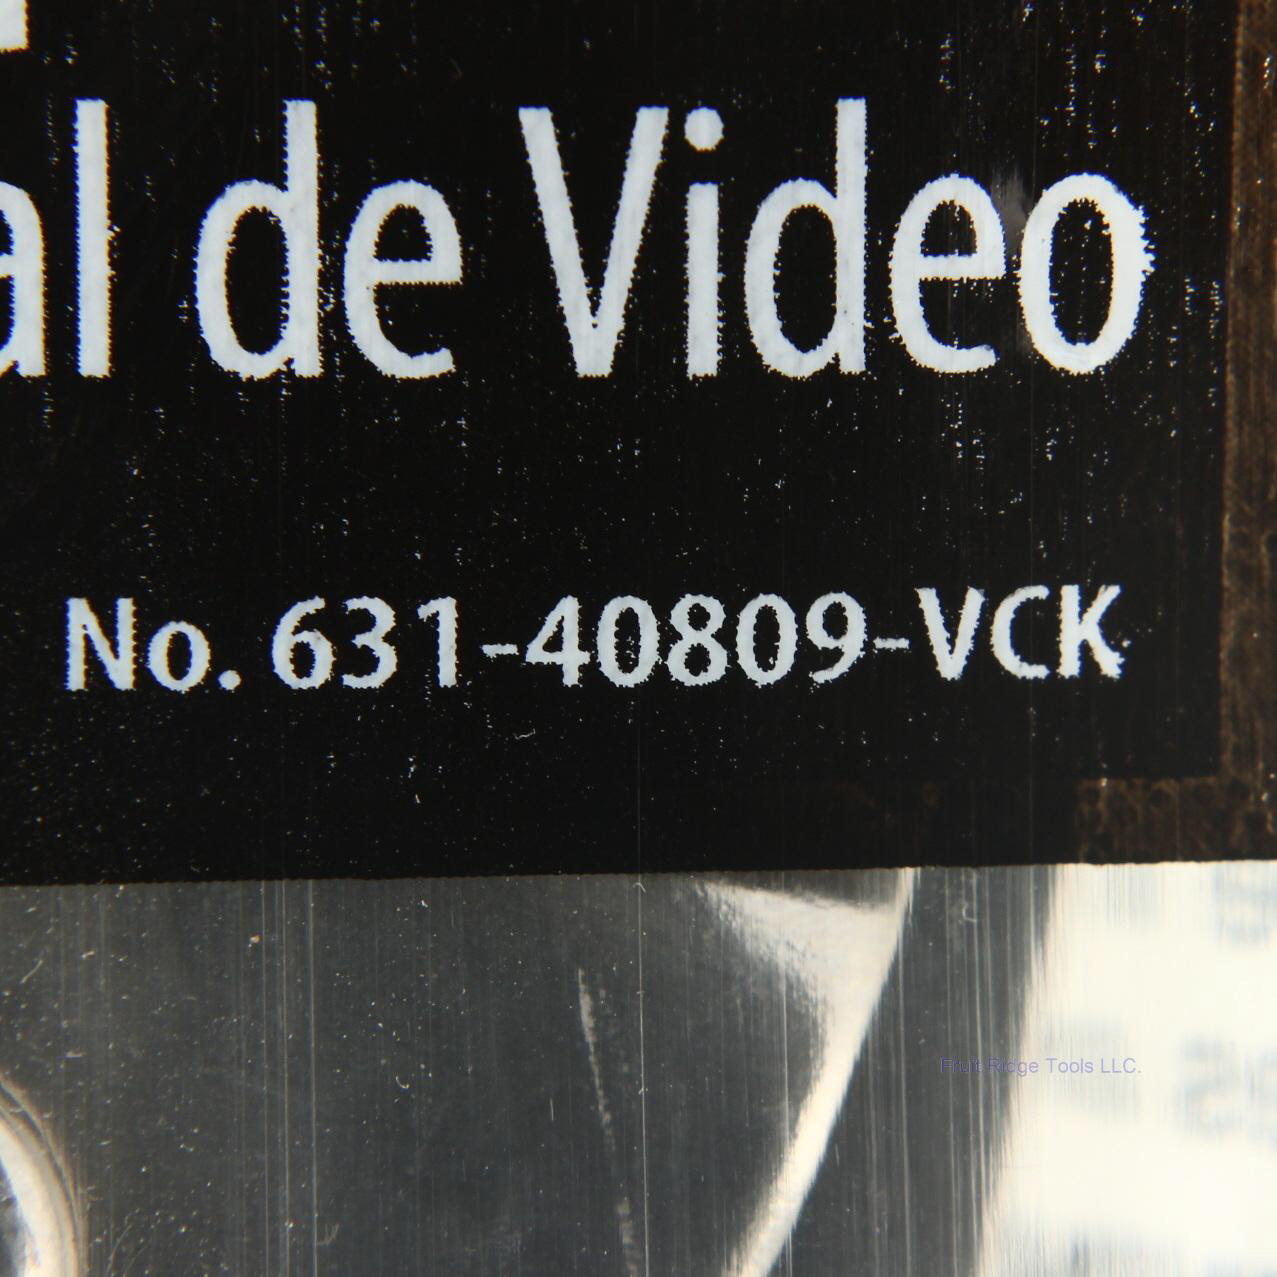 al de Video
No. 631-40809-VCK
Fruit Ridge Tools LLC.